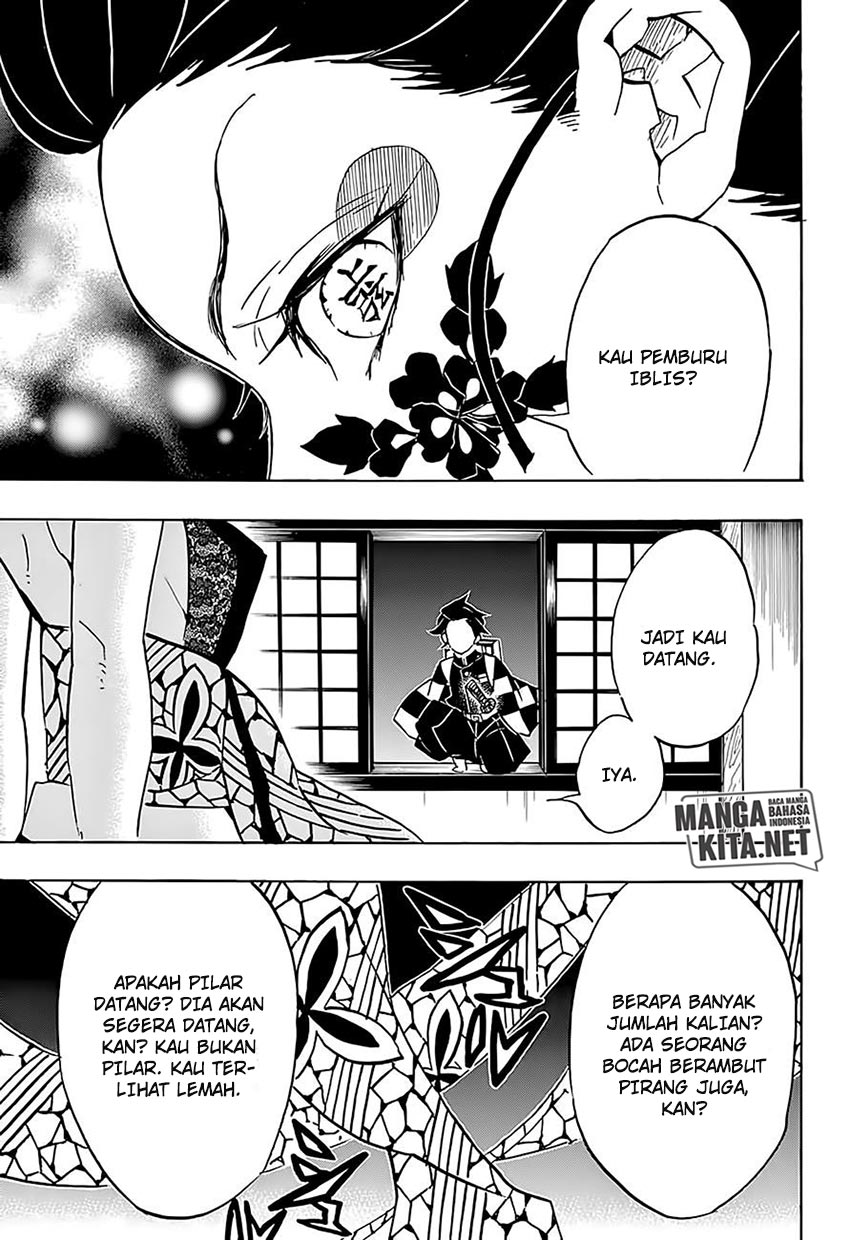 KAU PEMBURU
IBLIS?
JADI KAU
DATANG.
IYA.
MANGA
KITA.NET
BACA MANGA
BAHASA
INDONESIA
BERAPA BANYAK
JUMLAH KALIAN?
ADA SEORANG
BOCAH BERAMBUT
PIRANG JUGA,
KAN?
APAKAH PILAR
DATANG? DIA AKAN
SEGERA DATANG,
KAN? KAU BUKAN
PILAR. KAU TER-
LIHAT LEMAH.